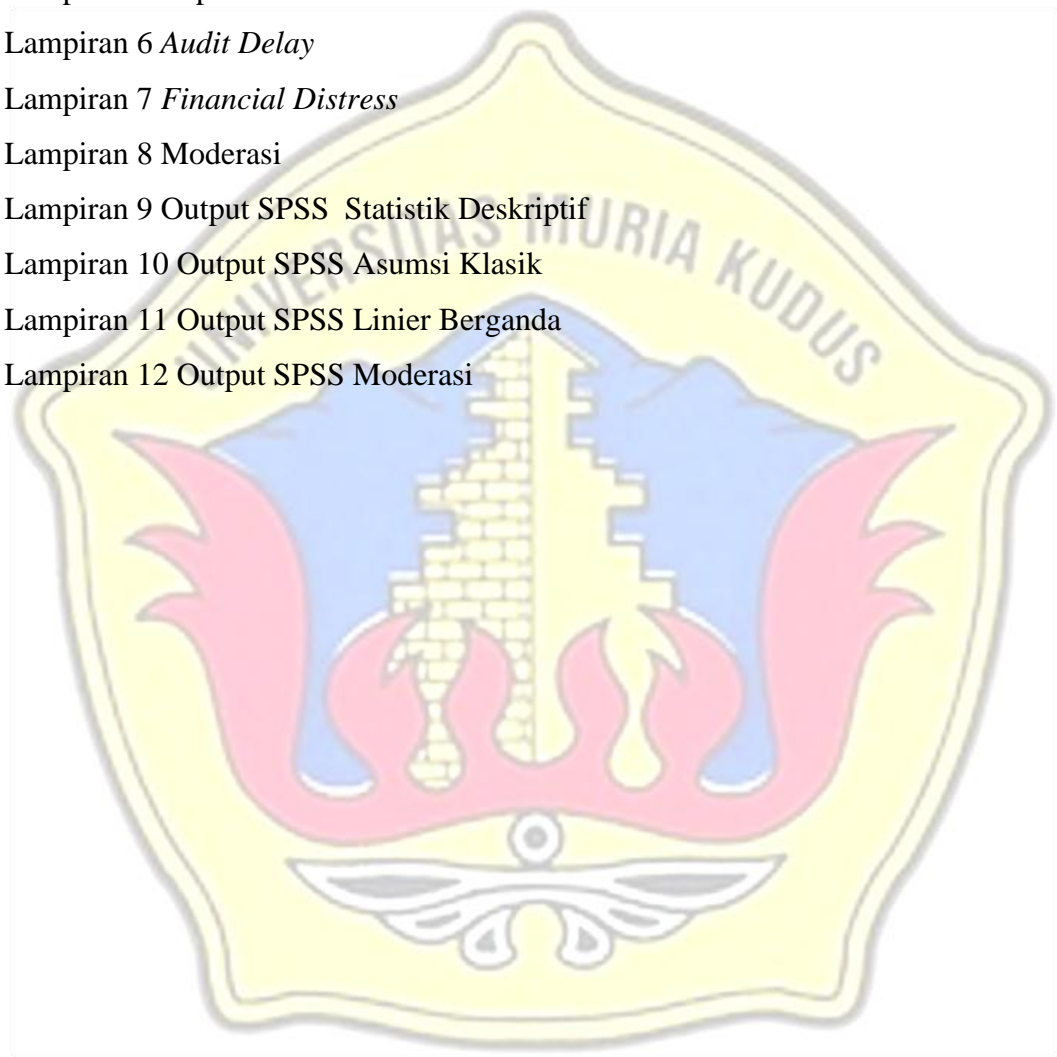 Lampiran 6 Audit Delay
Lampiran 7 Financial Distress
Lampiran 8 Moderasi
Lampiran 9 Output SPSS Statistik Deskriptif
Lampiran 10 Output SPSS Asumsi Klasik
Lampiran 11 Output SPSS Linier Berganda
Lampiran 12 Output SPSS Moderasi
UNIVERSITAS MURIA KUDUS